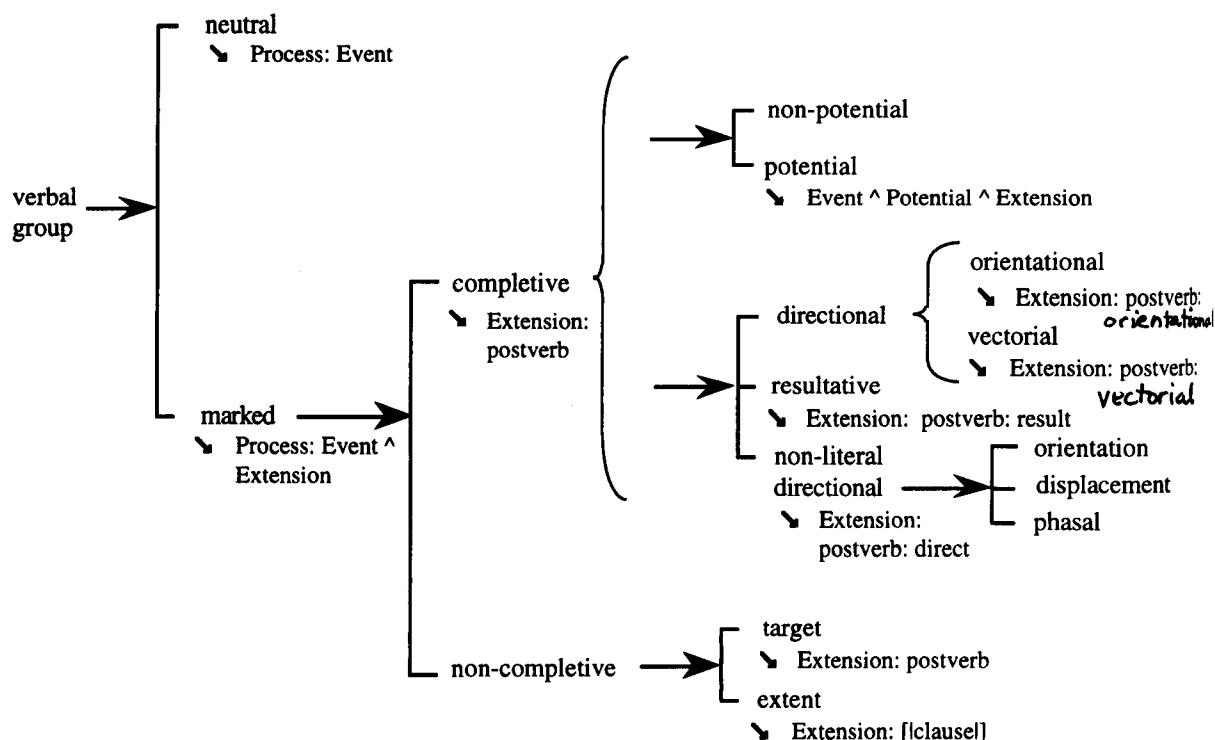 neutral
↘ Process: Event
verbal
group
marked
↘ Process: Event ^
Extension
completive
↘ Extension:
postverb
non-completive
non-potential
potential
↘ Event ^ Potential ^ Extension
directional
orientational
↘ Extension: postverb:
orientational
vectorial
↘ Extension: postverb:
vectorial
resultative
↘ Extension: postverb: result
non-literal
directional
↘ Extension:
postverb: direct
orientation
displacement
phasal
target
↘ Extension: postverb
extent
↘ Extension: [|clause|]